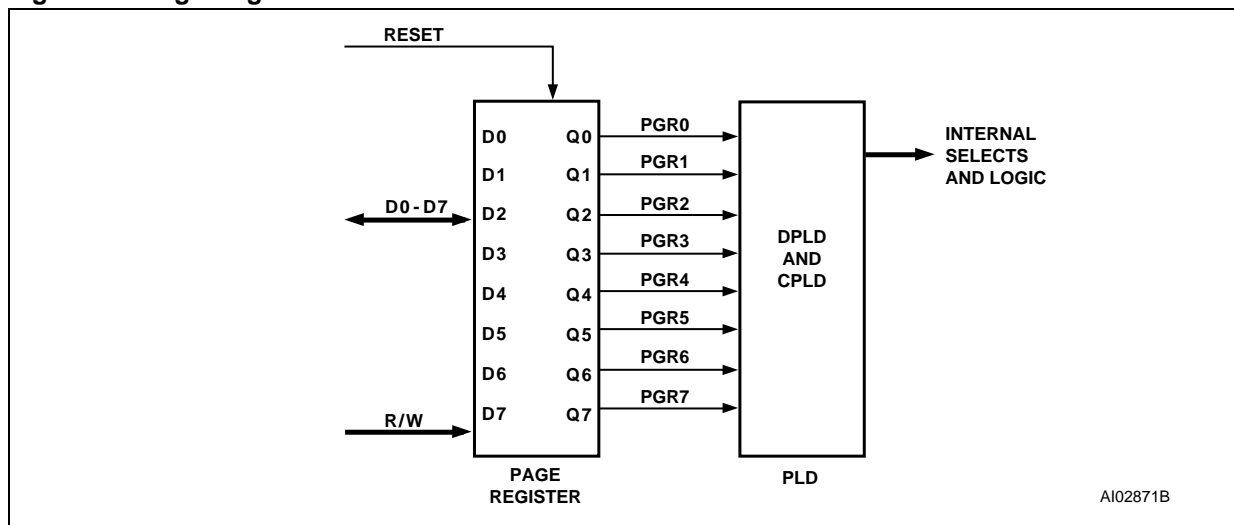 RESET
D0 Q0 PGR0
D1 Q1 PGR1
D0-D7 D2 Q2 PGR2
D3 Q3 PGR3
D4 Q4 PGR4
D5 Q5 PGR5
D6 Q6 PGR6
R/W D7 Q7 PGR7
DPLD
AND
CPLD
INTERNAL
SELECTS
AND LOGIC
PAGE
REGISTER
PLD
AI02871B